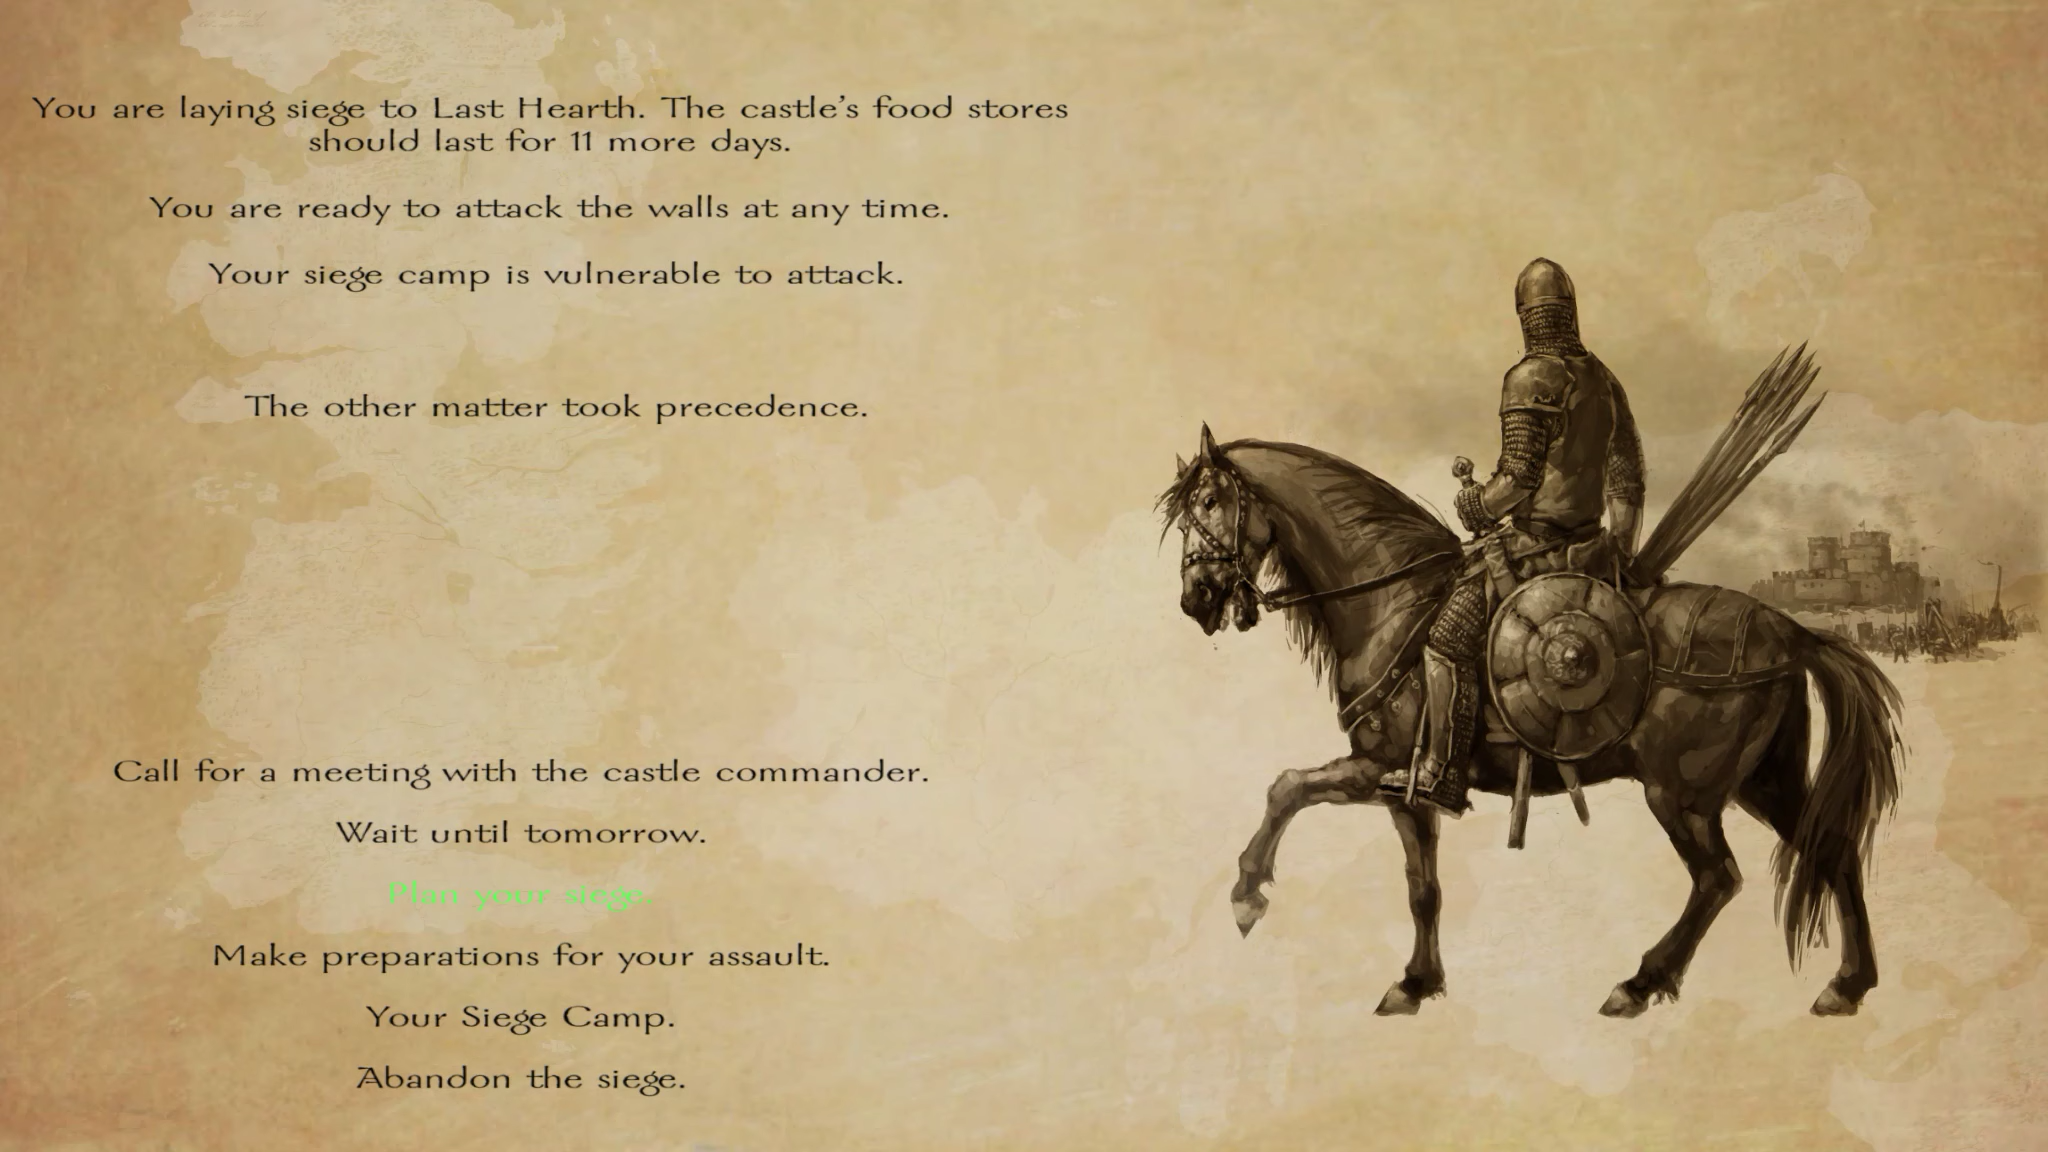 You are laying siege to Last Hearth. The castle's food stores
should last for 11 more days.
You are ready to attack the walls at any time.
Your siege camp is vulnerable to attack.
The other matter took precedence.
Call for a meeting with the castle commander.
Wait until tomorrow.
Plan your siege.
Make preparations for your assault.
Your Siege Camp.
Abandon the siege.